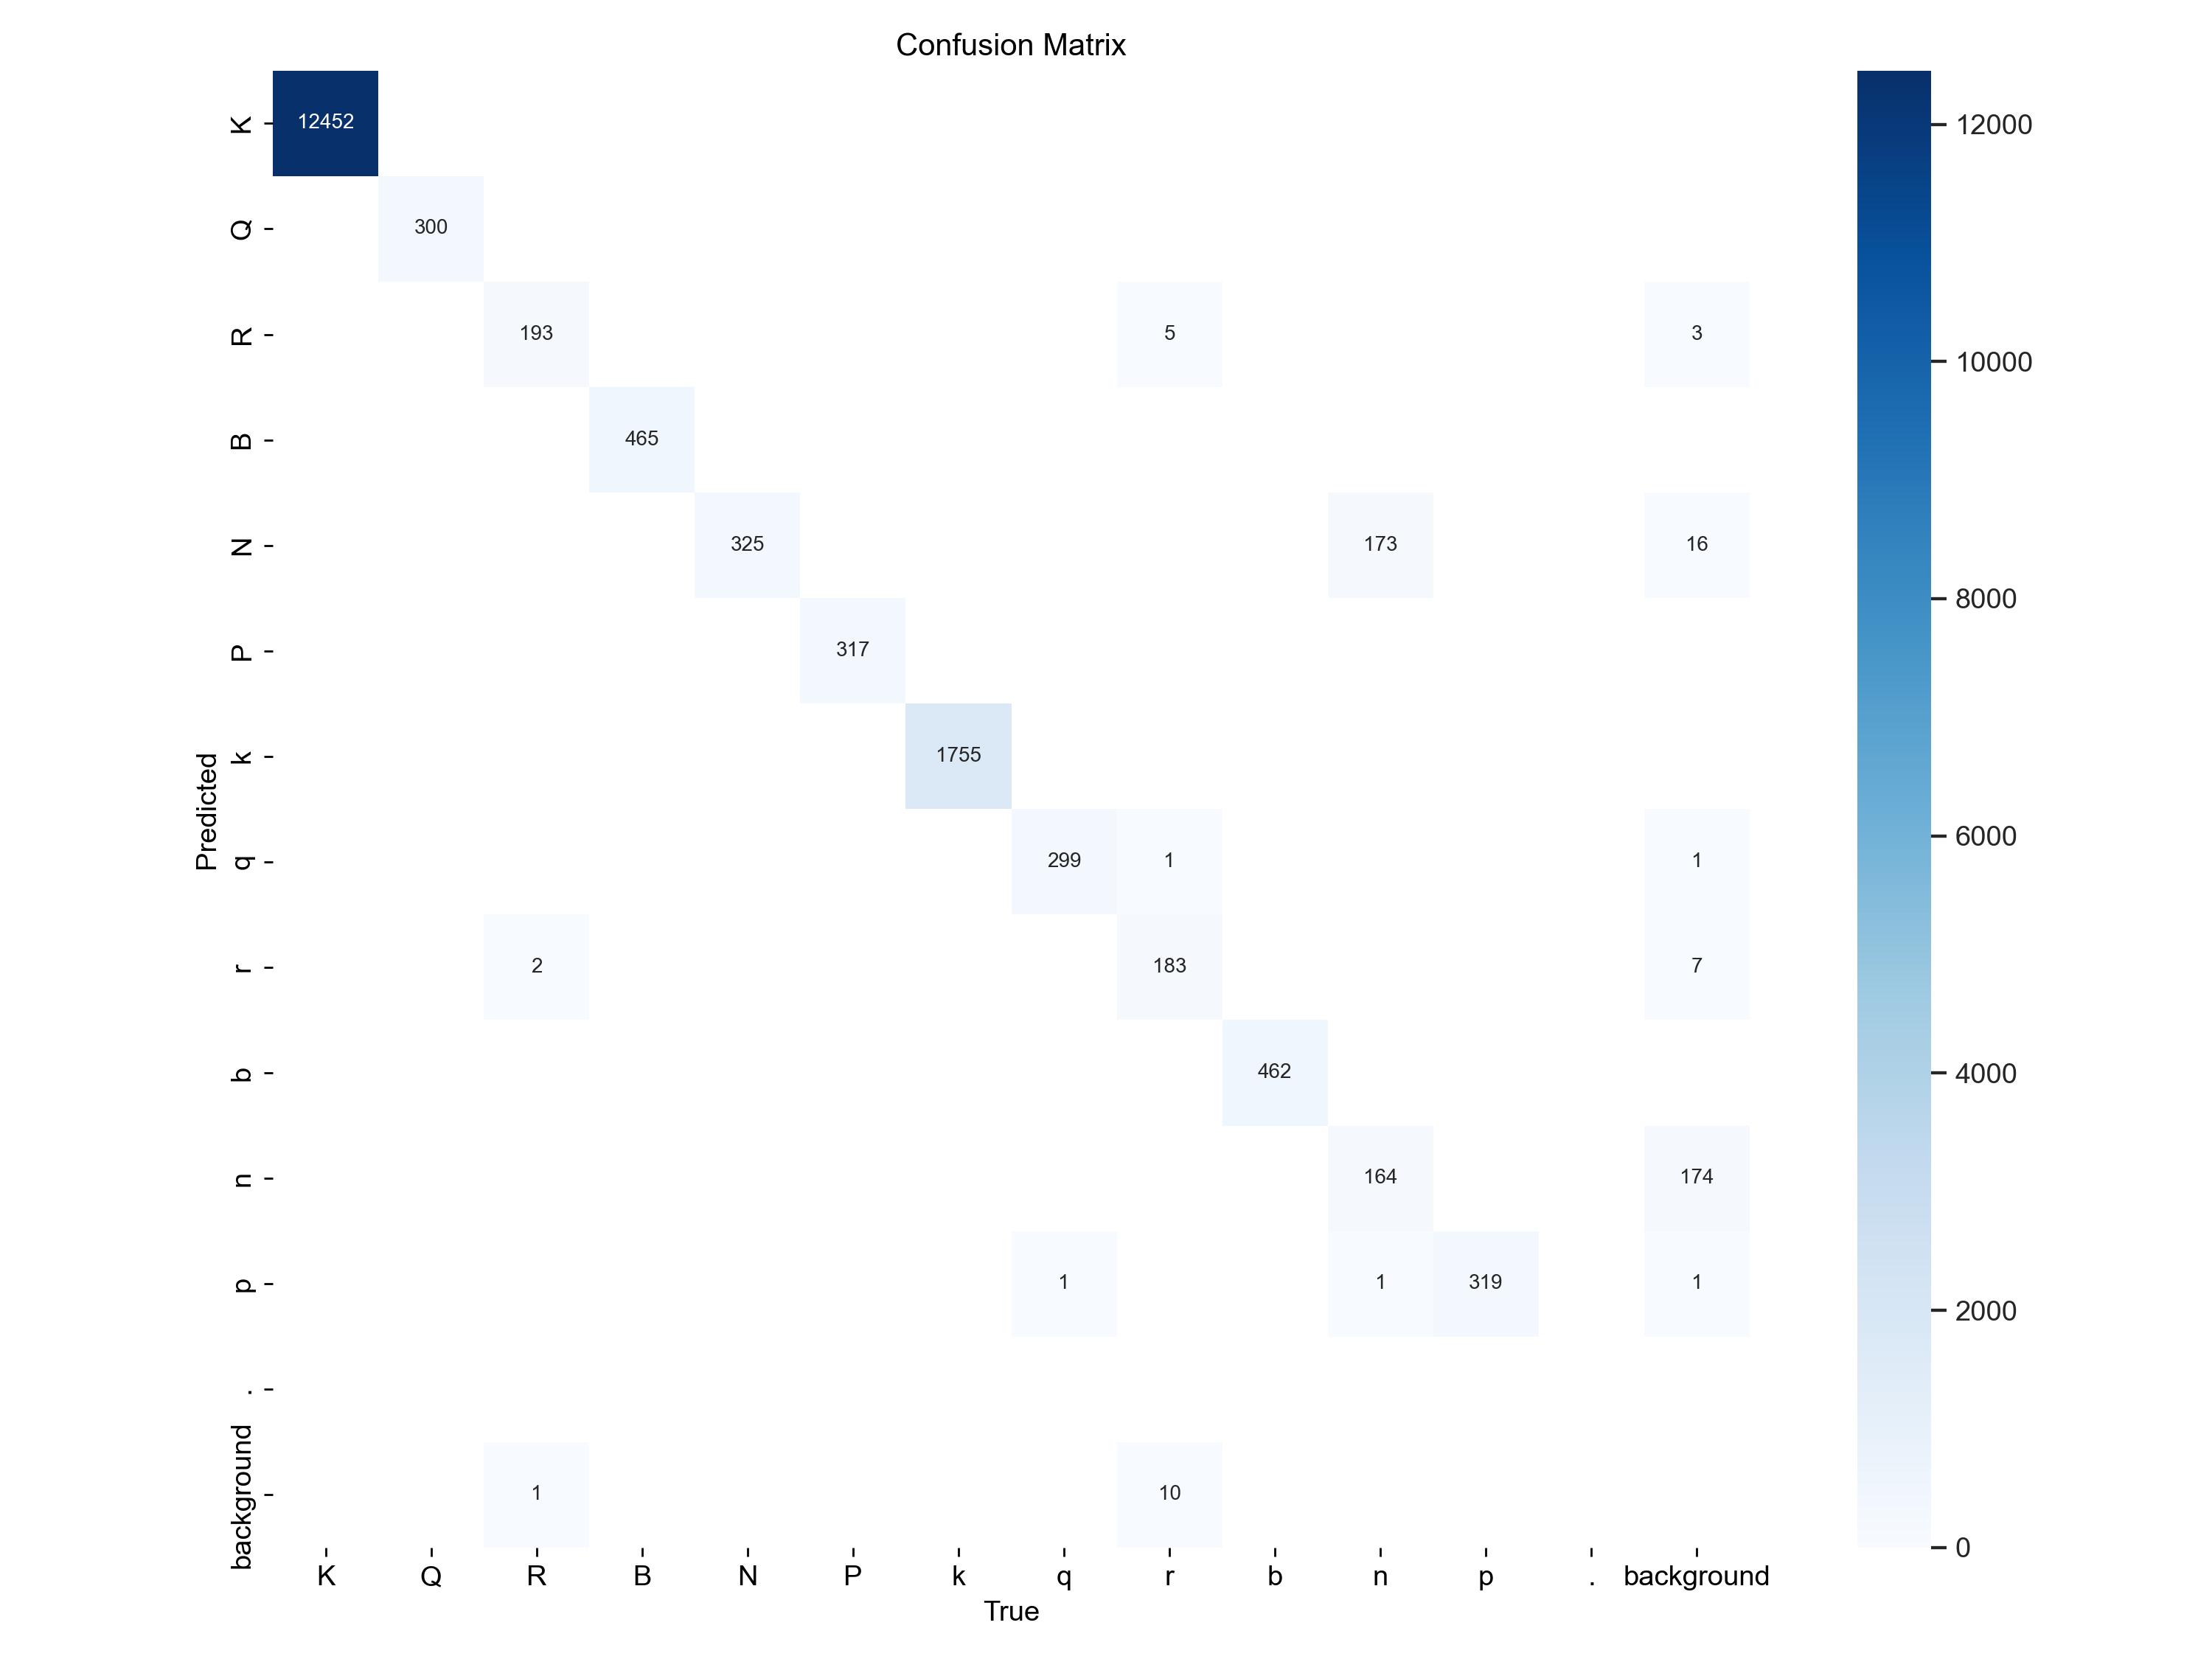 Confusion Matrix
K 12452 12000
Q 300
R 193 5 3 10000
B 465
N 325 173 16 8000
P 317
k 1755
q 299 1 1 6000
r 2 183 7
b 462 4000
n 164 174
p 1 1 319 1 2000
.
background 1 10 0
K Q R B N P k q r b n p . background
True
Predicted